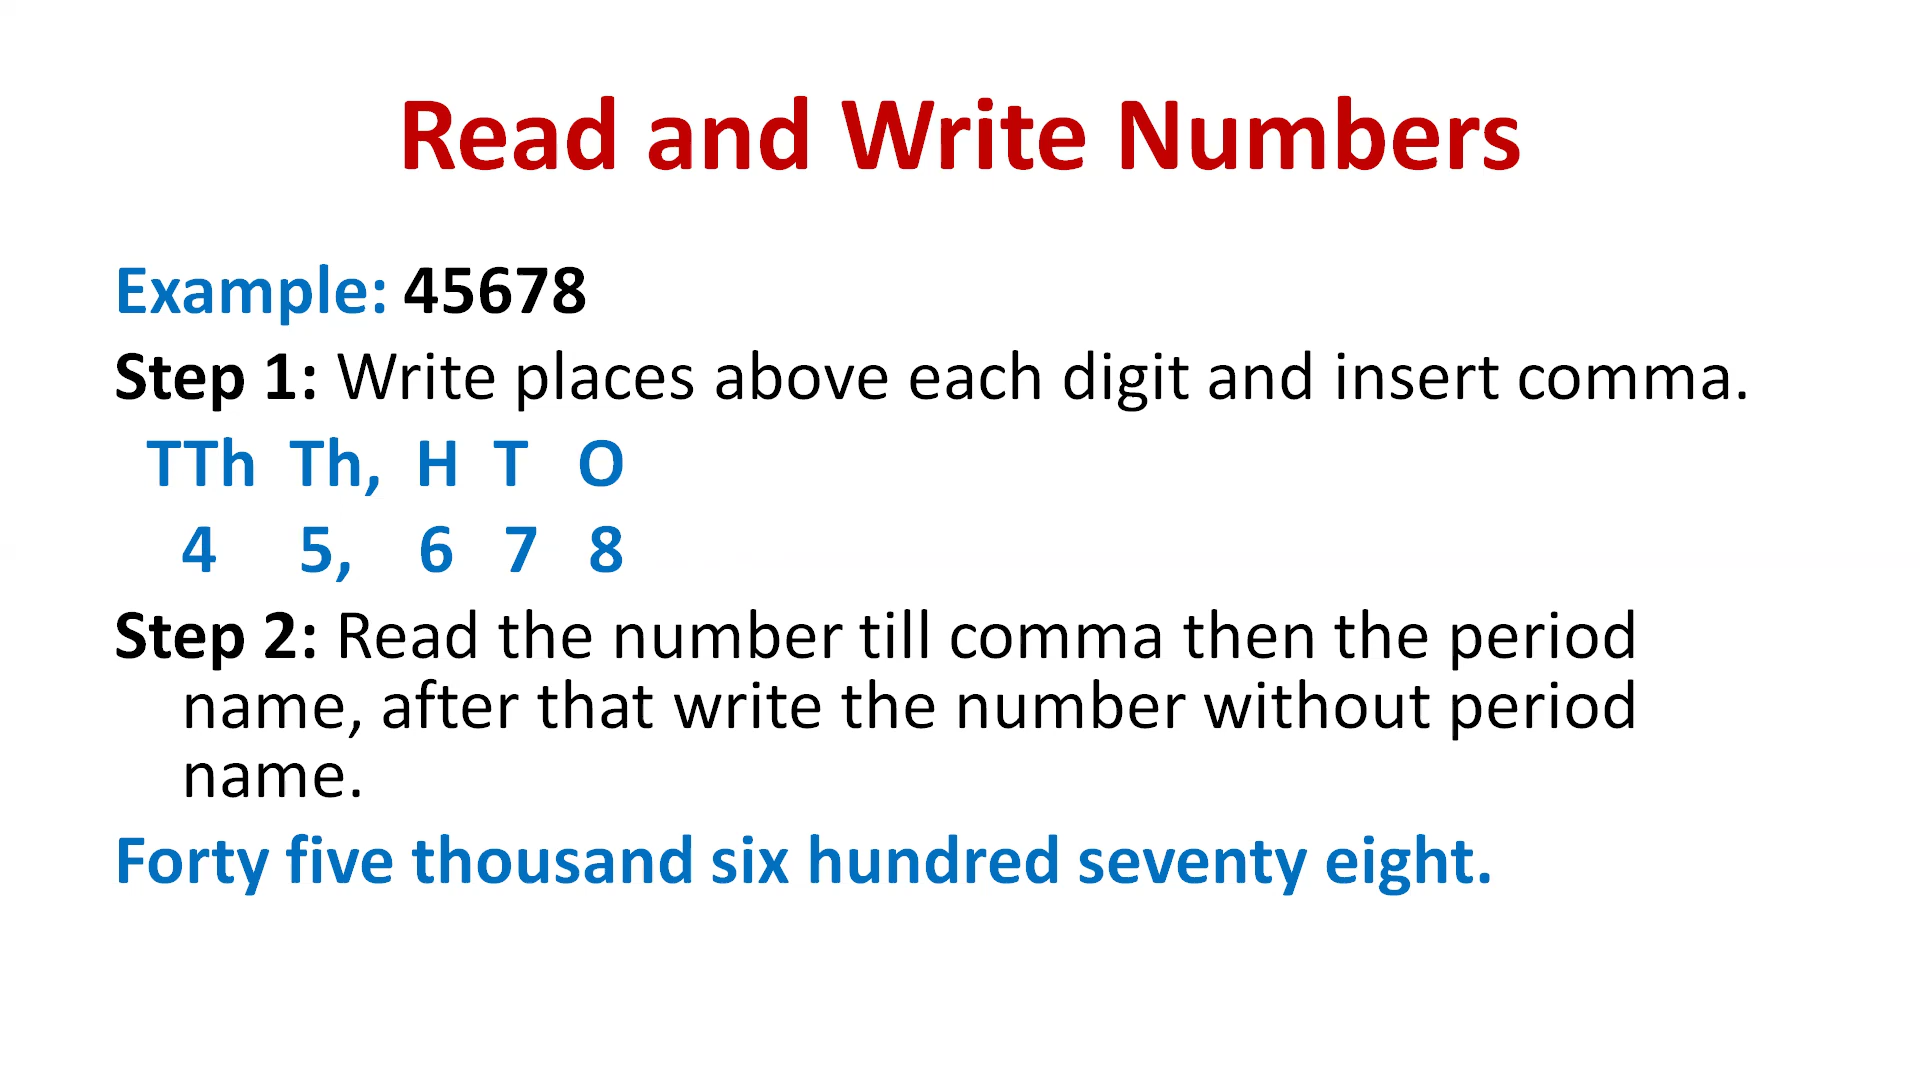 Read and Write Numbers
Example: 45678
Step 1: Write places above each digit and insert comma.
TTh Th, H T O
4 5, 6 7 8
Step 2: Read the number till comma then the period
name, after that write the number without period
name.
Forty five thousand six hundred seventy eight.